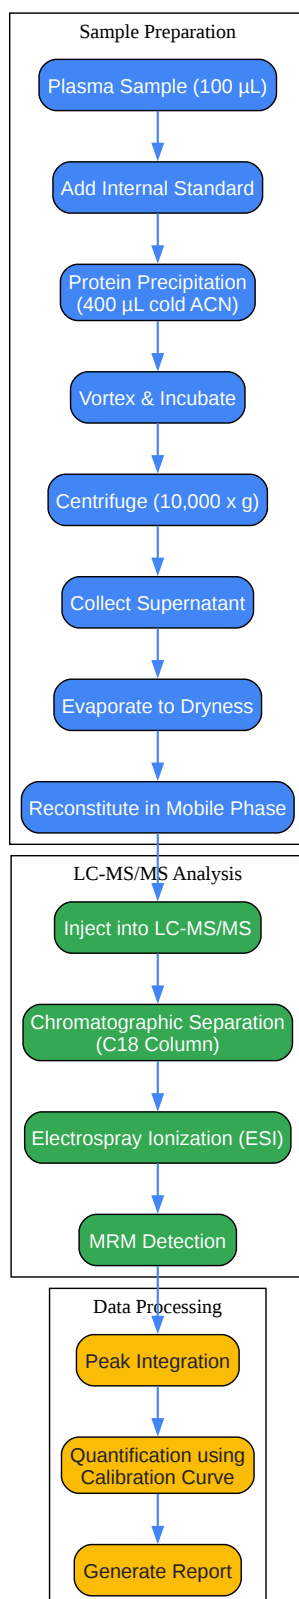 Sample Preparation
Plasma Sample (100 µL)
Add Internal Standard
Protein Precipitation
(400 µL cold ACN)
Vortex & Incubate
Centrifuge (10,000 x g)
Collect Supernatant
Evaporate to Dryness
Reconstitute in Mobile Phase
LC-MS/MS Analysis
Inject into LC-MS/MS
Chromatographic Separation
(C18 Column)
Electrospray Ionization (ESI)
MRM Detection
Data Processing
Peak Integration
Quantification using
Calibration Curve
Generate Report